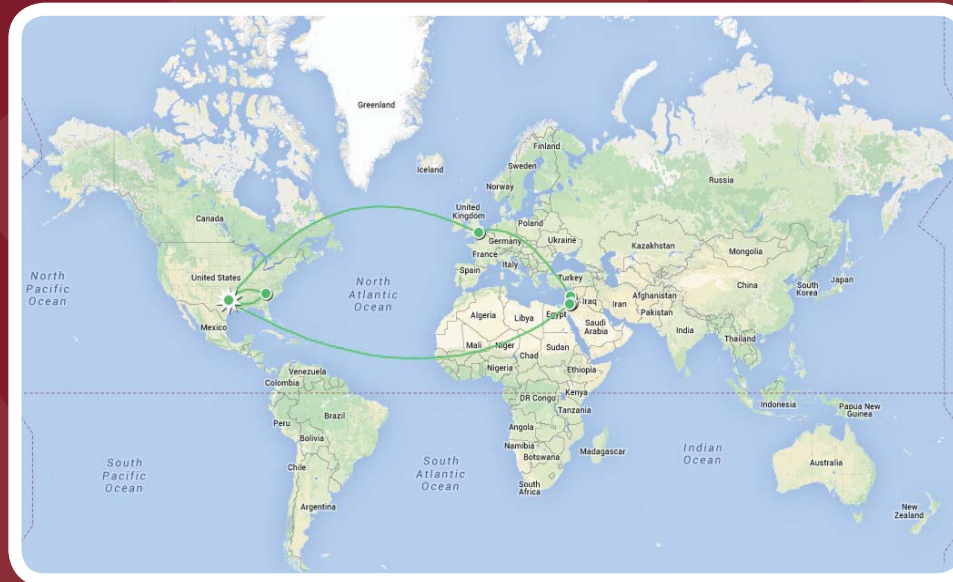 Greenland
Iceland
Finland
Sweden
Norway
Russia
United
Kingdom
Canada
Poland
Germany
Ukraine
France
Kazakhstan
Mongolia
North
Pacific
Ocean
United States
North
Atlantic
Ocean
Spain
Italy
Turkey
China
South
Korea
Japan
Mexico
Algeria
Libya
Egypt
Iraq
Iran
Afghanistan
Pakistan
Saudi
Arabia
India
Mali
Niger
Chad
Sudan
Thailand
Nigeria
Ethiopia
Venezuela
Colombia
DR Congo
Kenya
Tanzania
Indonesia
Papua New
Guinea
Peru
Brazil
Bolivia
Angola
Namibia
Botswana
Madagascar
Indian
Ocean
South
Pacific
Ocean
Chile
South
Atlantic
Ocean
Australia
South
Africa
Argentina
New
Zealand